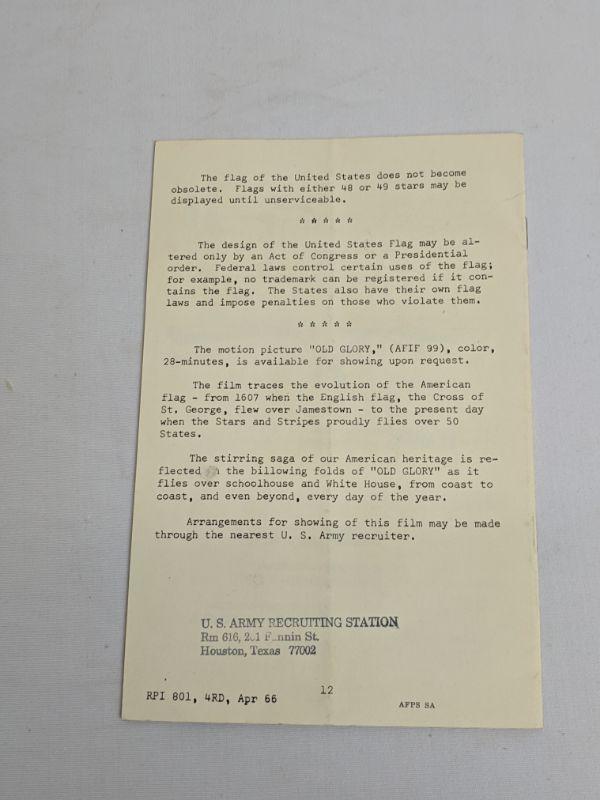 The flag of the United States does not become
obsolete. Flags with either 48 or 49 stars may be
displayed until unserviceable.
☆ ☆ ☆ ☆ ☆
The design of the United States Flag may be al-
tered only by an Act of Congress or a Presidential
order. Federal laws control certain uses of the flag;
for example, no trademark can be registered if it con-
tains the flag. The States also have their own flag
laws and impose penalties on those who violate them.
☆ ☆ ☆ ☆ ☆
The motion picture "OLD GLORY," (AFIF 99), color,
28-minutes, is available for showing upon request.
The film traces the evolution of the American
flag - from 1607 when the English flag, the Cross of
St. George, flew over Jamestown - to the present day
when the Stars and Stripes proudly flies over 50
States.
The stirring saga of our American heritage is re-
flected the billowing folds of "OLD GLORY" as it
flies over schoolhouse and White House, from coast to
coast, and even beyond, every day of the year.
Arrangements for showing of this film may be made
through the nearest U. S. Army recruiter.
U. S. ARMY RECRUITING STATION
Rm 616, St.
Houston, Texas 77002
12
RPI 801, 4RD, Apr 66
AFPS SA